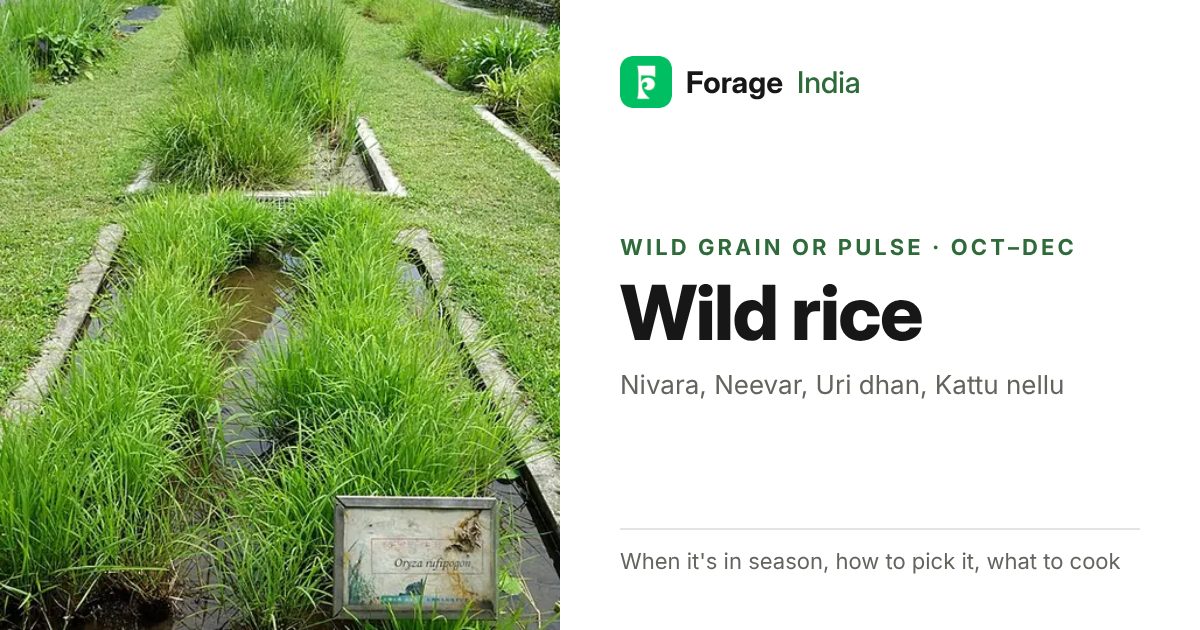 Forage India
WILD GRAIN OR PULSE · OCT–DEC
Wild rice
Nivara, Neevar, Uri dhan, Kattu nellu
When it's in season, how to pick it, what to cook
Oryza rufipogon